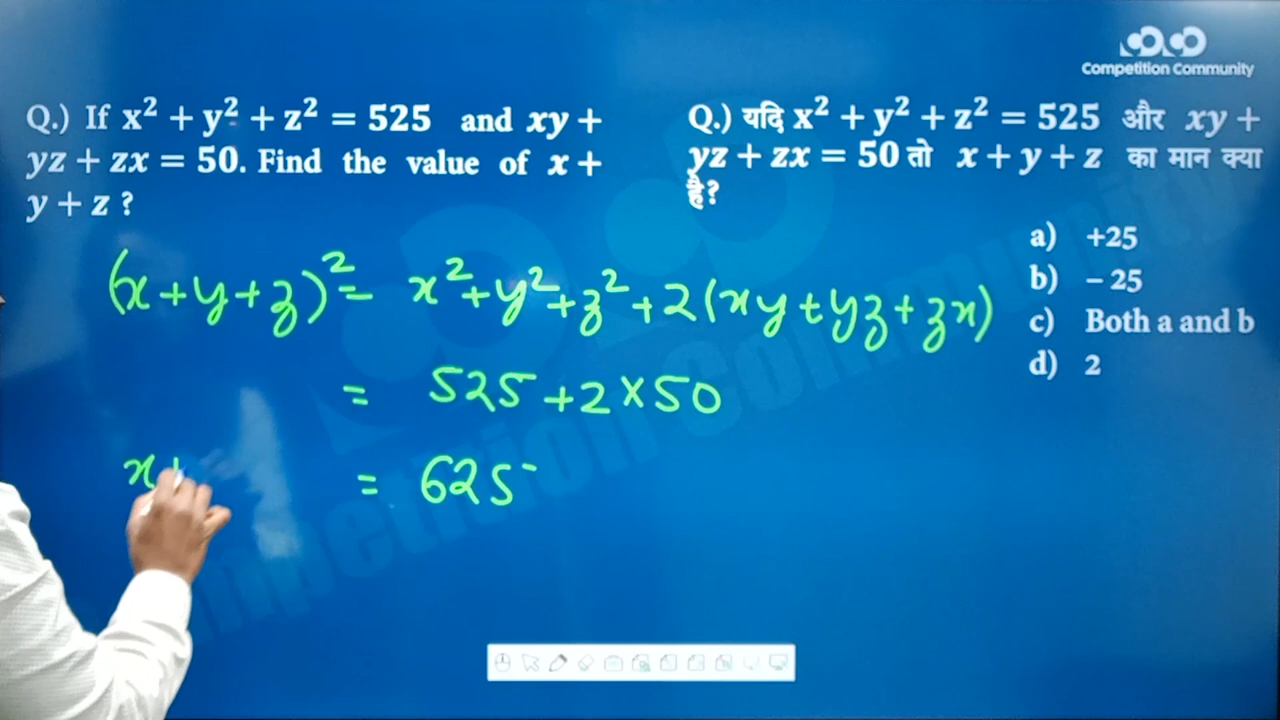 Competition Community
Q.) If x² + y² + z² = 525 and xy +
yz + zx = 50. Find the value of x +
y + z ?
Q.) यदि x² + y² + z² = 525 और xy +
yz + zx = 50 तो x + y + z का मान क्या
है?
a) +25
b) – 25
c) Both a and b
d) 2
(x+y+z)² = x²+y²+z²+2(xy+yz+zx)
= 525+2×50
x+ = 625
Competition Community